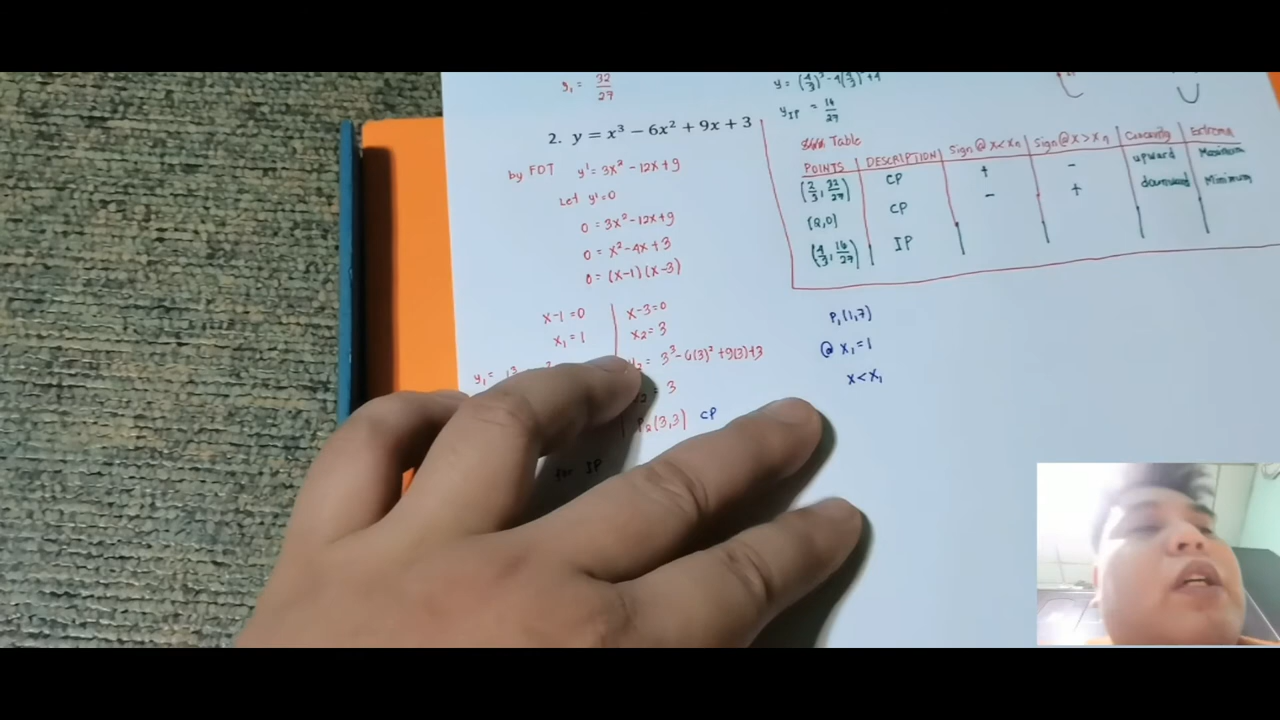 y₁ = 32/27
2. y = x³ − 6x² + 9x + 3
by FOT y' = 3x² - 12x + 9
Let y' = 0
0 = 3x² - 12x + 9
0 = x² - 4x + 3
0 = (x-1)(x-3)
x-1 = 0
x₁ = 1
y₁ =
x-3 = 0
x₂ = 3
= 3³ - 6(3)² + 9(3) + 3
= 3
P₂(3,3) CP
for IP
y = (4/3)³ - 4(4/3)² + 4
y_IP = 16/27
Table
POINTS DESCRIPTION Sign @ x<xₙ Sign @ x>xₙ Concavity Extrema
(2/3, 32/27) CP + - upward Maximum
(2,0) CP - + downward Minimum
(4/3, 16/27) IP
P₁(1,7)
@ x₁ = 1
x < x₁